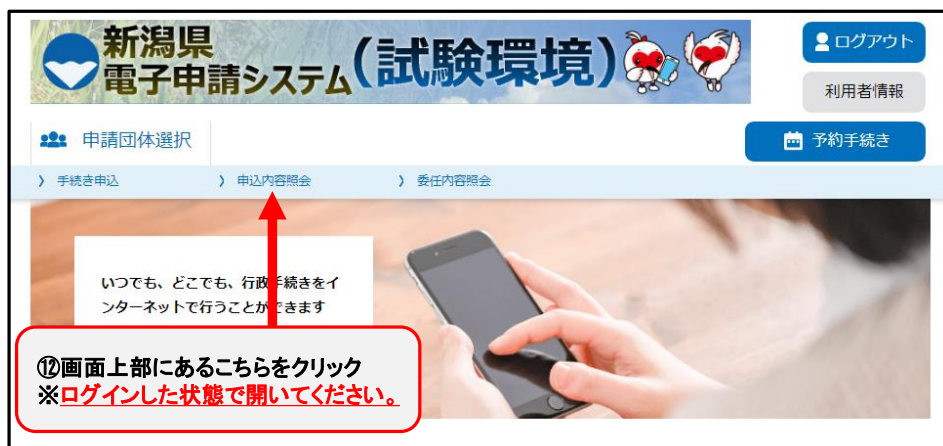 新潟県
電子申請システム(試験環境)
ログアウト
利用者情報
申請団体選択
予約手続き
> 手続き申込
> 申込内容照会
> 委任内容照会
いつでも、どこでも、行政手続きをイ
ンターネットで行うことができます
⑫画面上部にあるこちらをクリック
※ログインした状態で開いてください。